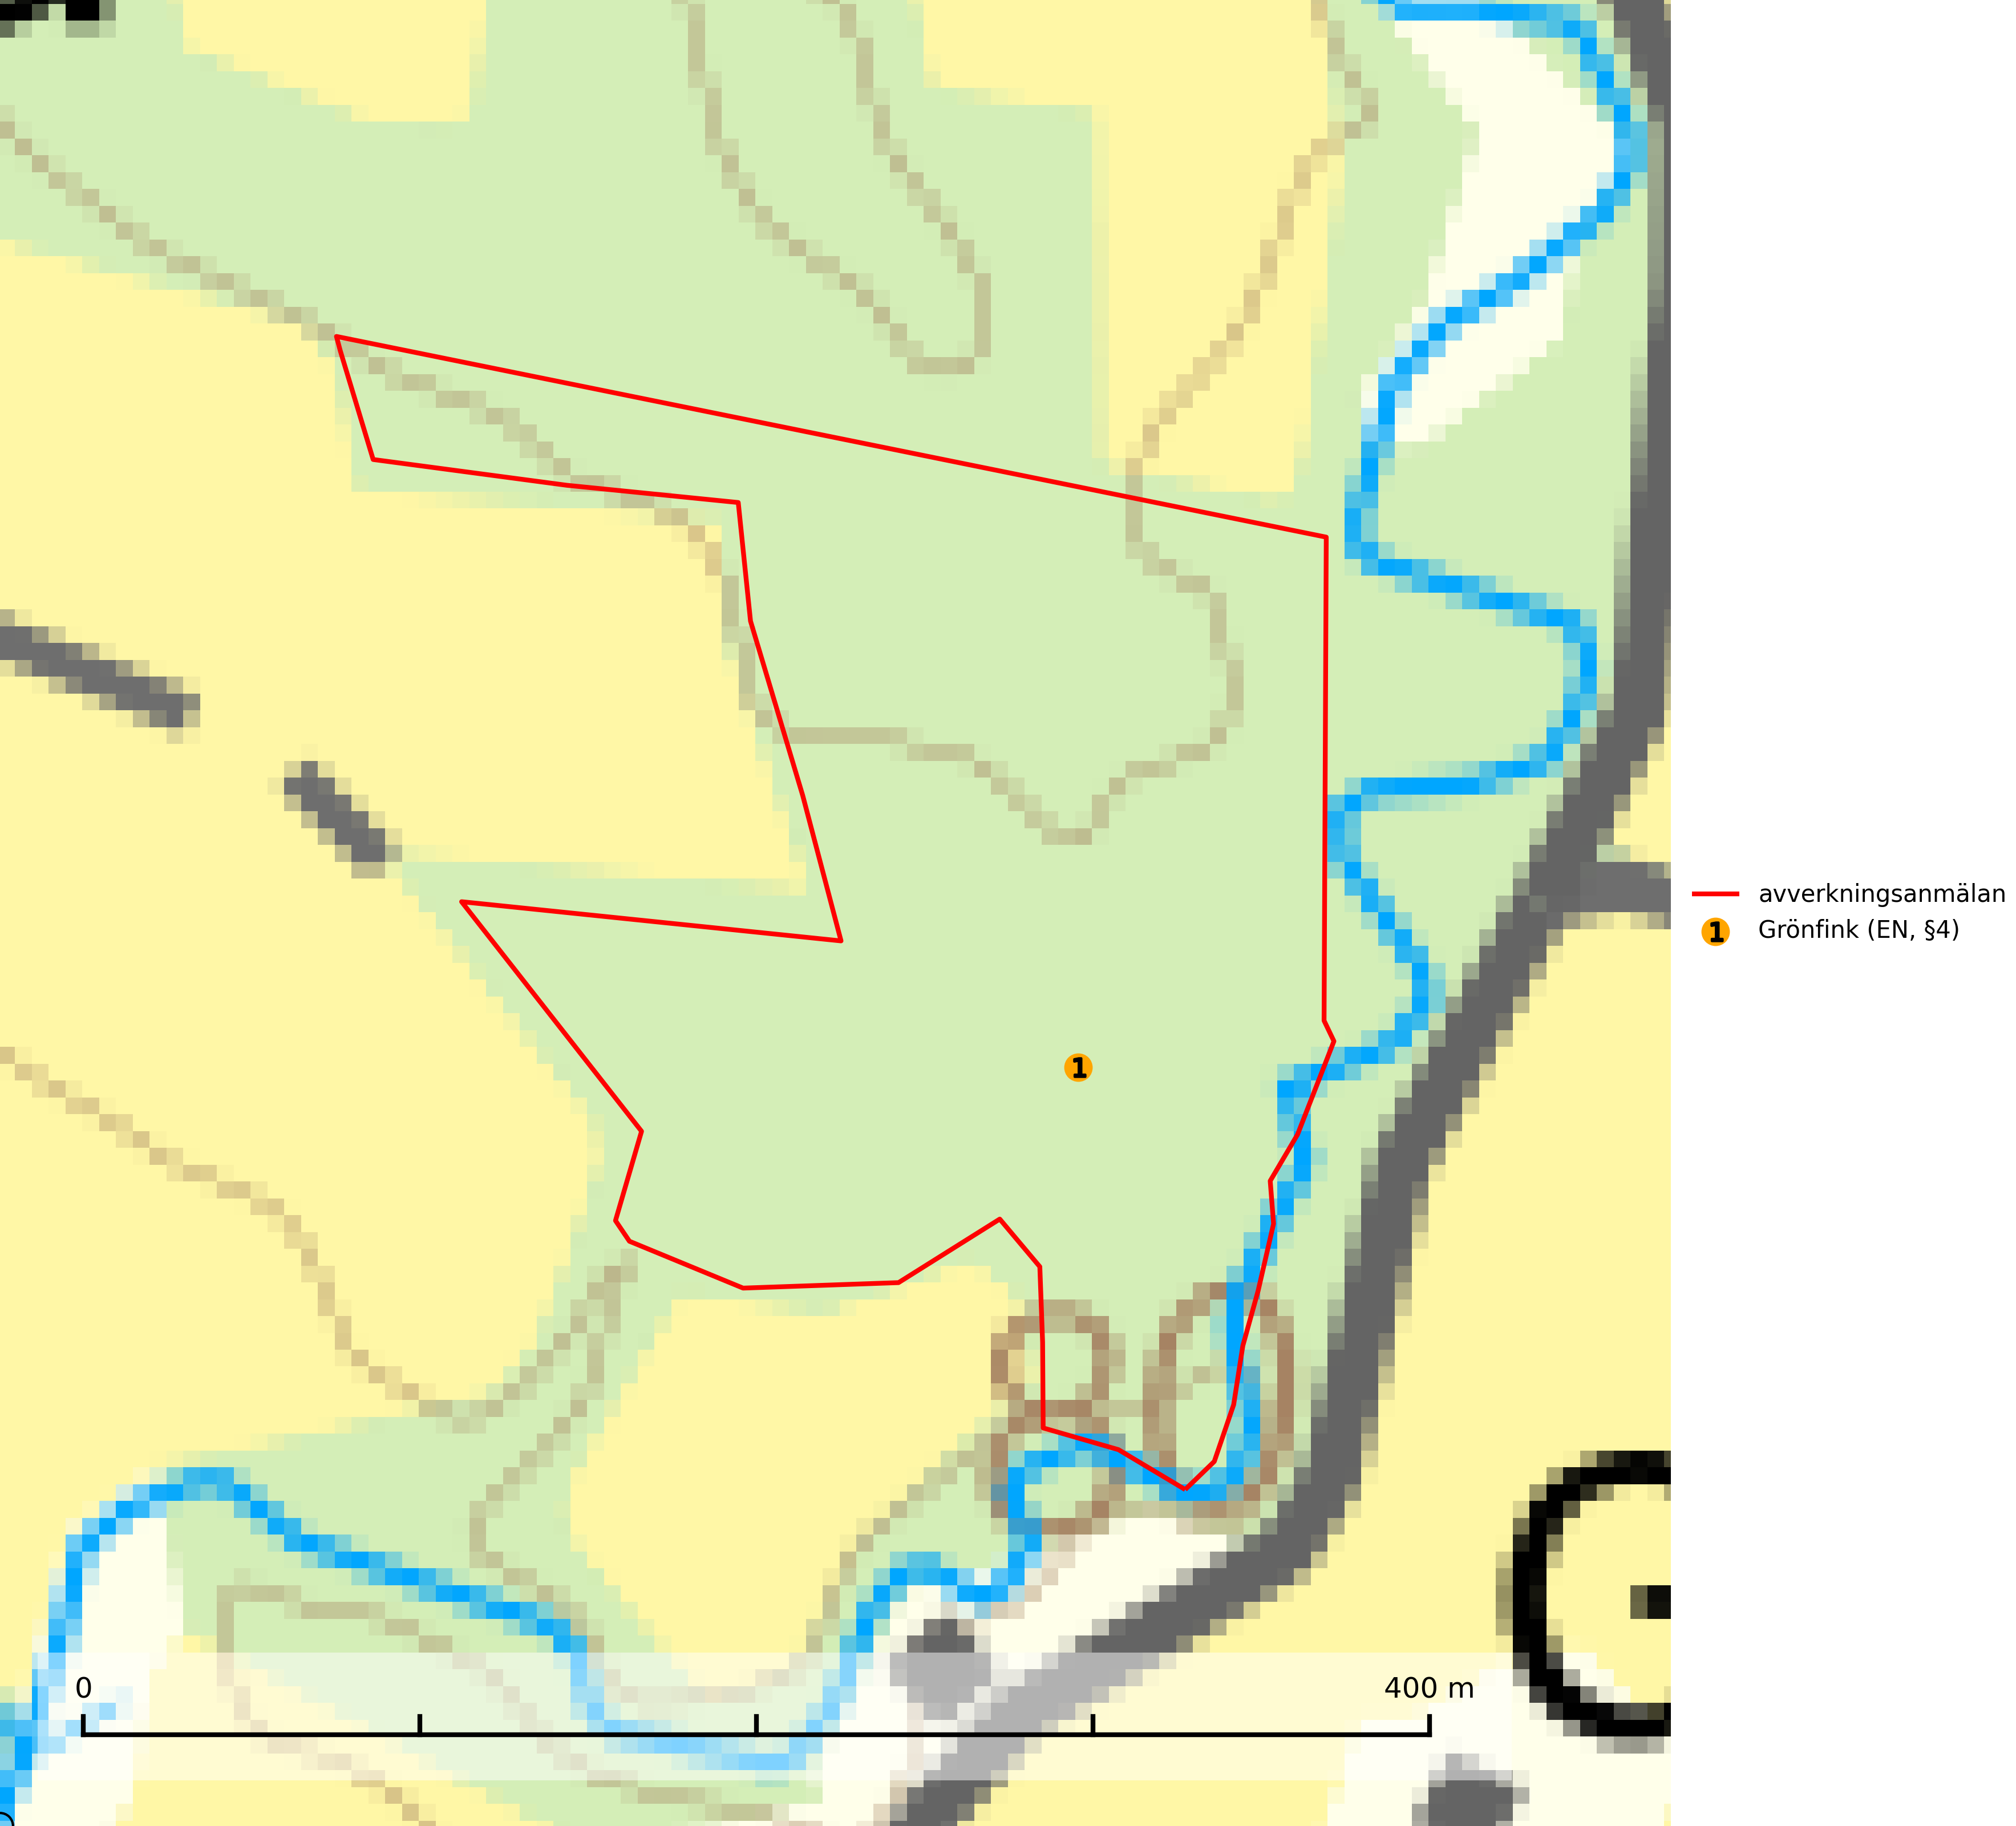 avverkningsanmälan
1 Grönfink (EN, §4)
1
0 400 m